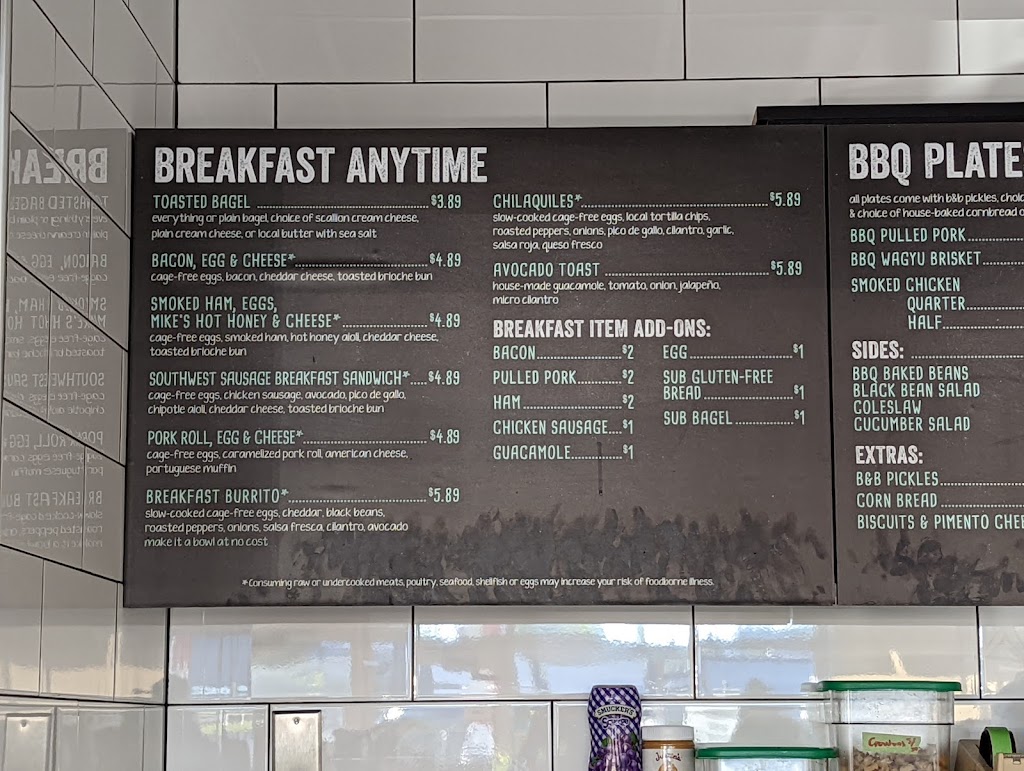 BREAKFAST ANYTIME
TOASTED BAGEL $3.89
everything or plain bagel, choice of scallion cream cheese,
plain cream cheese, or local butter with sea salt
BACON, EGG & CHEESE* $4.89
cage-free eggs, bacon, cheddar cheese, toasted brioche bun
SMOKED HAM, EGGS,
MIKE'S HOT HONEY & CHEESE* $4.89
cage-free eggs, smoked ham, hot honey aioli, cheddar cheese,
toasted brioche bun
SOUTHWEST SAUSAGE BREAKFAST SANDWICH* $4.89
cage-free eggs, chicken sausage, avocado, pico de gallo,
chipotle aioli, cheddar cheese, toasted brioche bun
PORK ROLL, EGG & CHEESE* $4.89
cage-free eggs, caramelized pork roll, american cheese,
portuguese muffin
BREAKFAST BURRITO* $5.89
slow-cooked cage-free eggs, cheddar, black beans,
roasted peppers, onions, salsa fresca, cilantro, avocado
make it a bowl at no cost
CHILAQUILES* $5.89
slow-cooked cage-free eggs, local tortilla chips,
roasted peppers, onions, pico de gallo, cilantro, garlic,
salsa roja, queso fresco
AVOCADO TOAST $5.89
house-made guacamole, tomato, onion, jalapeño,
micro cilantro
BREAKFAST ITEM ADD-ONS:
BACON $2
PULLED PORK $2
HAM $2
CHICKEN SAUSAGE $1
GUACAMOLE $1
EGG $1
SUB GLUTEN-FREE
BREAD $1
SUB BAGEL $1
*Consuming raw or undercooked meats, poultry, seafood, shellfish or eggs may increase your risk of foodborne illness.
BBQ PLATE
all plates come with b&b pickles,
& choice of house-baked cornbread
BBQ PULLED PORK
BBQ WAGYU BRISKET
SMOKED CHICKEN
QUARTER
HALF
SIDES:
BBQ BAKED BEANS
BLACK BEAN SALAD
COLESLAW
CUCUMBER SALAD
EXTRAS:
B&B PICKLES
CORN BREAD
BISCUITS & PIMENTO CHEE
SMUCKER'S